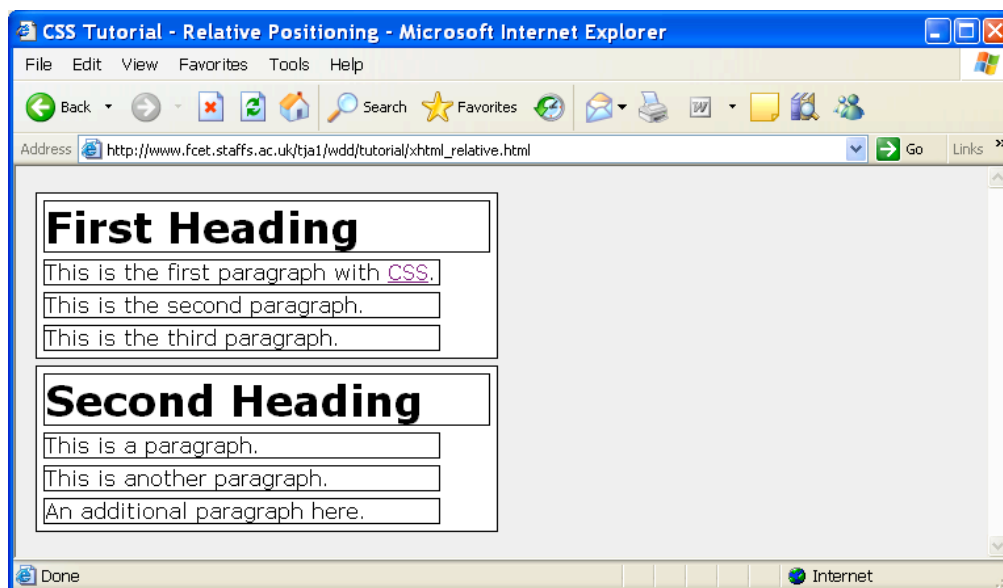 CSS Tutorial - Relative Positioning - Microsoft Internet Explorer
File Edit View Favorites Tools Help
Back Search Favorites W
Address http://www.fcet.staffs.ac.uk/tja1/wdd/tutorial/xhtml_relative.html Go Links »
First Heading
This is the first paragraph with CSS.
This is the second paragraph.
This is the third paragraph.
Second Heading
This is a paragraph.
This is another paragraph.
An additional paragraph here.
Done Internet